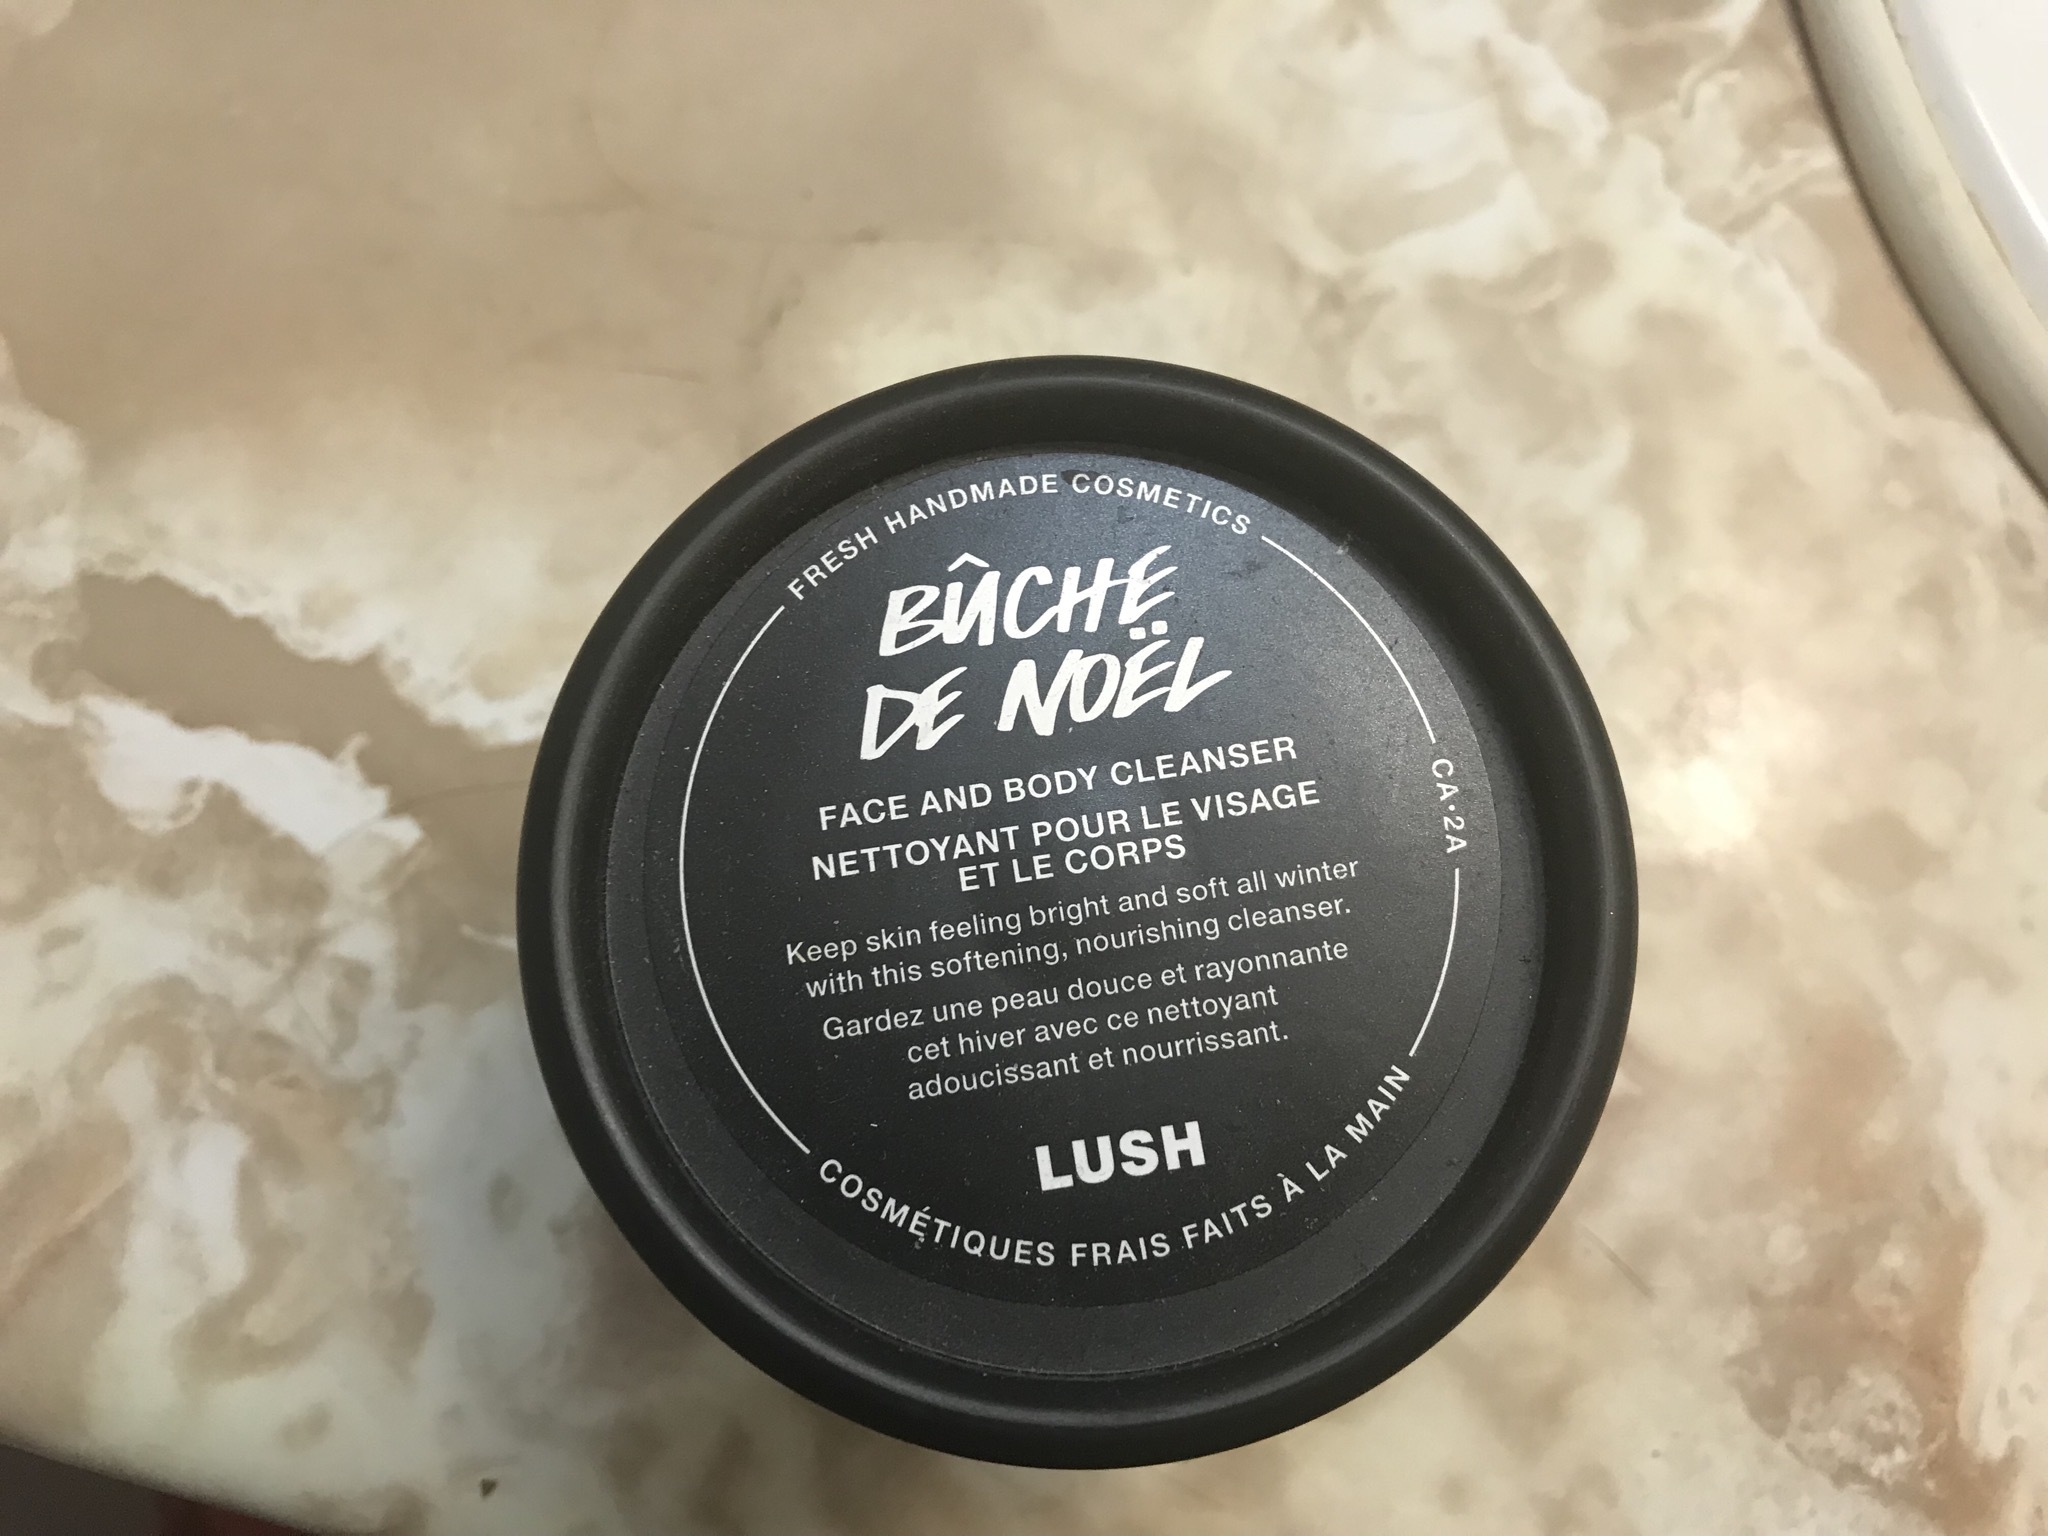 FRESH HANDMADE COSMETICS
BÛCHE
DE NOËL
FACE AND BODY CLEANSER
NETTOYANT POUR LE VISAGE
ET LE CORPS
Keep skin feeling bright and soft all winter
with this softening, nourishing cleanser.
Gardez une peau douce et rayonnante
cet hiver avec ce nettoyant
adoucissant et nourrissant.
LUSH
COSMÉTIQUES FRAIS FAITS À LA MAIN
CA•2A